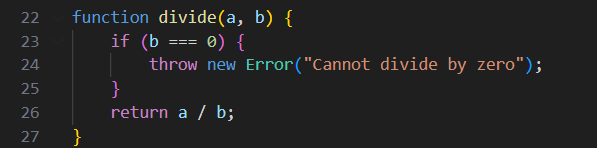 22 function divide(a, b) {
23     if (b === 0) {
24         throw new Error("Cannot divide by zero");
25     }
26     return a / b;
27 }